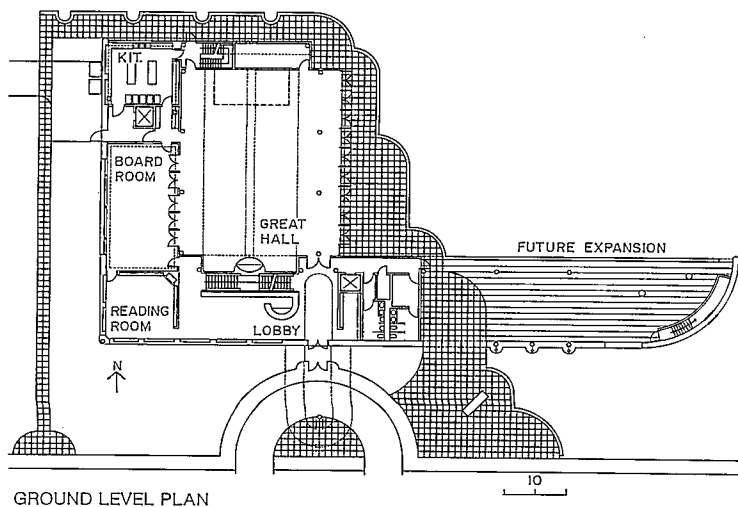 KIT.
BOARD
ROOM
GREAT
HALL
FUTURE EXPANSION
READING
ROOM
LOBBY
N
10
GROUND LEVEL PLAN